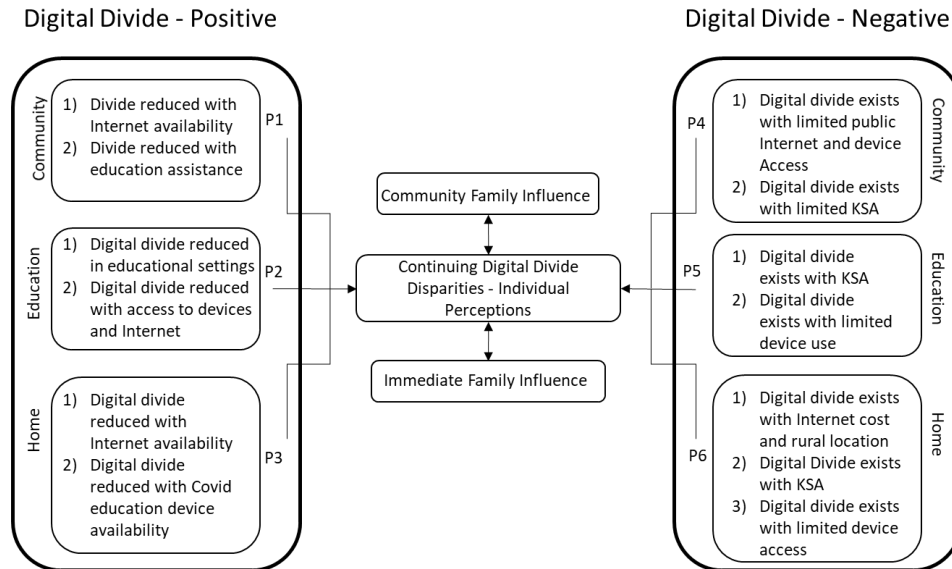 Digital Divide - Positive
Digital Divide - Negative
Community
1) Divide reduced with
Internet availability
2) Divide reduced with
education assistance
P1
Education
1) Digital divide reduced
in educational settings
2) Digital divide reduced
with access to devices
and Internet
P2
Home
1) Digital divide
reduced with
Internet availability
2) Digital divide
reduced with Covid
education device
availability
P3
Community Family Influence
Continuing Digital Divide
Disparities - Individual
Perceptions
Immediate Family Influence
P4
1) Digital divide exists
with limited public
Internet and device
Access
2) Digital divide exists
with limited KSA
Community
P5
1) Digital divide
exists with KSA
2) Digital divide
exists with limited
device use
Education
P6
1) Digital divide exists
with Internet cost
and rural location
2) Digital Divide exists
with KSA
3) Digital divide exists
with limited device
access
Home